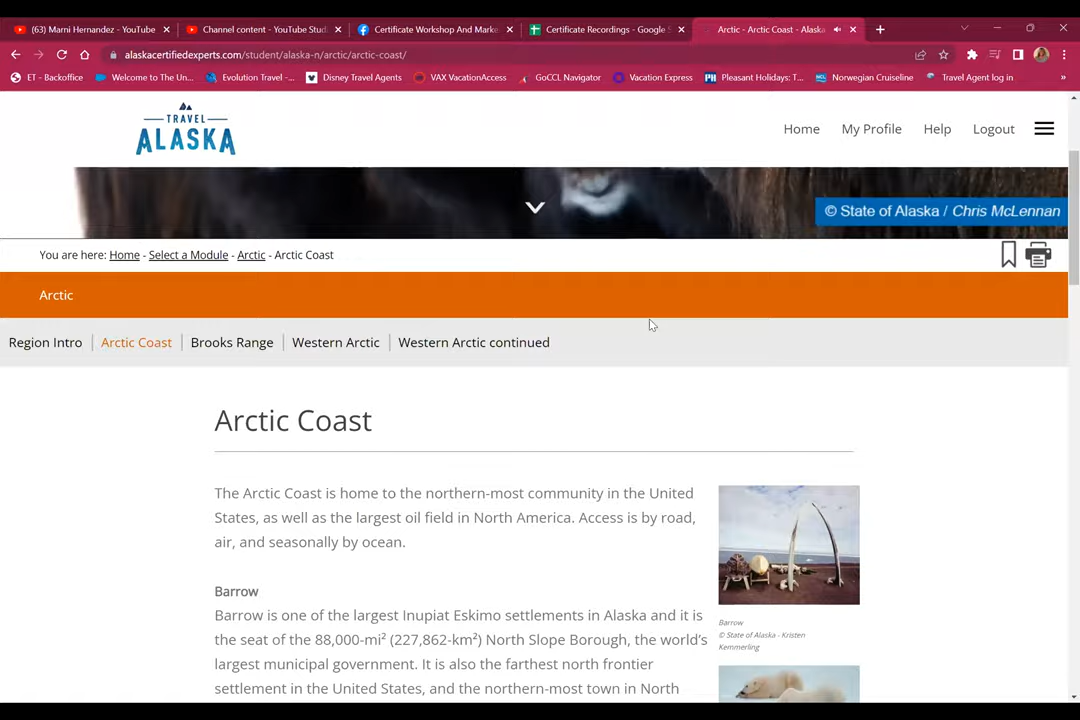 (63) Marni Hernandez - YouTube
Channel content - YouTube Stud
Certificate Workshop And Marke
Certificate Recordings - Google S
Arctic - Arctic Coast - Alaska
alaskacertifiedexperts.com/student/alaska-n/arctic/arctic-coast/
ET - Backoffice
Welcome to The Un...
Evolution Travel -...
Disney Travel Agents
VAX VacationAccess
GoCCL Navigator
Vacation Express
PH Pleasant Holidays: T...
NCL Norwegian Cruiseline
Travel Agent log in
»
TRAVEL
ALASKA
Home
My Profile
Help
Logout
© State of Alaska / Chris McLennan
You are here: Home - Select a Module - Arctic - Arctic Coast
Arctic
Region Intro
Arctic Coast
Brooks Range
Western Arctic
Western Arctic continued
Arctic Coast
The Arctic Coast is home to the northern-most community in the United
States, as well as the largest oil field in North America. Access is by road,
air, and seasonally by ocean.
Barrow
Barrow is one of the largest Inupiat Eskimo settlements in Alaska and it is
the seat of the 88,000-mi² (227,862-km²) North Slope Borough, the world's
largest municipal government. It is also the farthest north frontier
settlement in the United States, and the northern-most town in North
Barrow
© State of Alaska - Kristen
Kemmerling